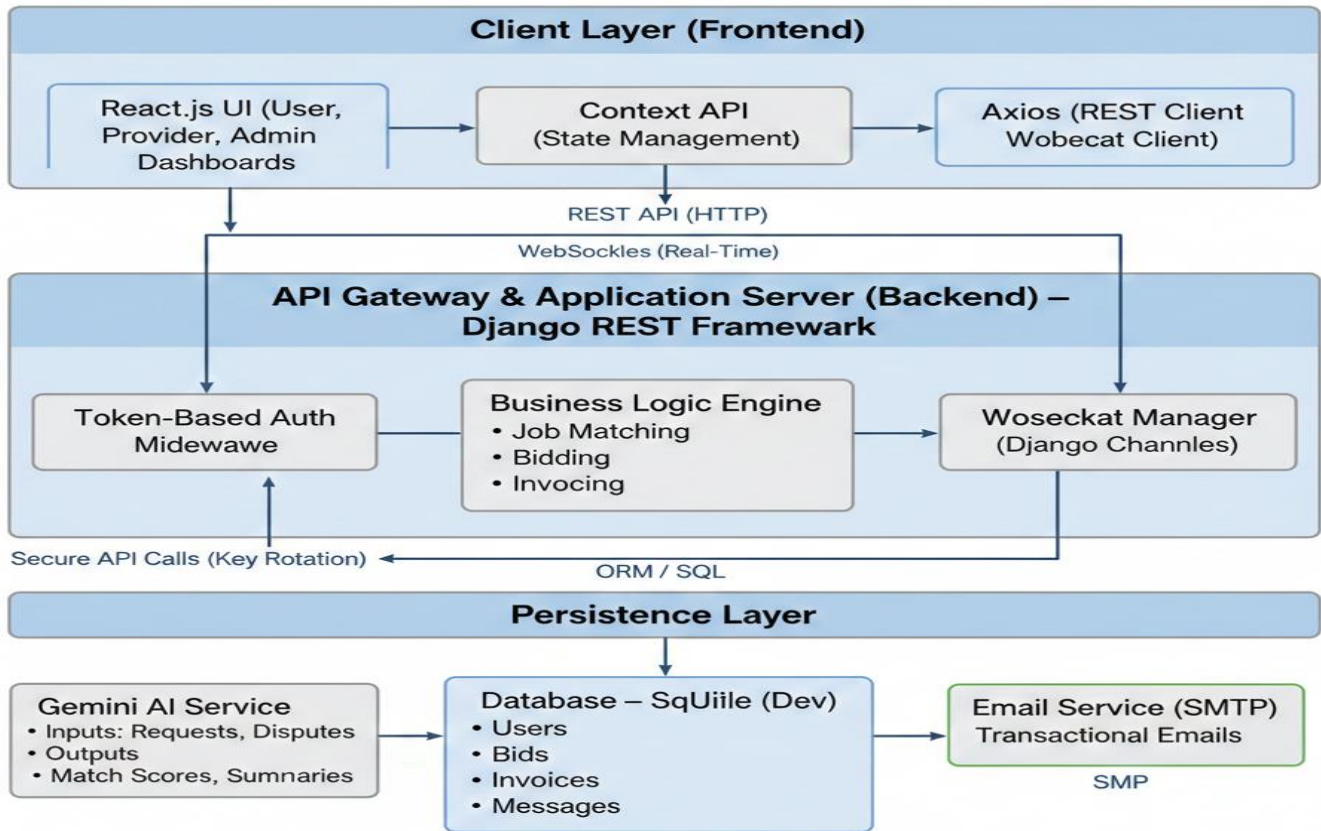 Client Layer (Frontend)
React.js UI (User,
Provider, Admin
Dashboards
Context API
(State Management)
Axios (REST Client
Wobecat Client)
REST API (HTTP)
WebSockles (Real-Time)
API Gateway & Application Server (Backend) –
Django REST Framewark
Token-Based Auth
Midewawe
Business Logic Engine
• Job Matching
• Bidding
• Invocing
Woseckat Manager
(Django Channles)
Secure API Calls (Key Rotation)
ORM / SQL
Persistence Layer
Gemini AI Service
• Inputs: Requests, Disputes
• Outputs
• Match Scores, Sumnaries
Database – SqUiile (Dev)
• Users
• Bids
• Invoices
• Messages
Email Service (SMTP)
Transactional Emails
SMP